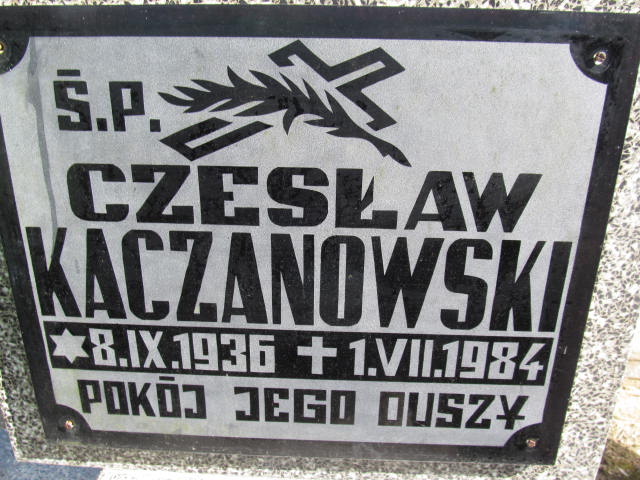 Ś.P.
CZESŁAW
KACZANOWSKI
8.IX.1936 1.VII.1984
POKÓJ JEGO DUSZY